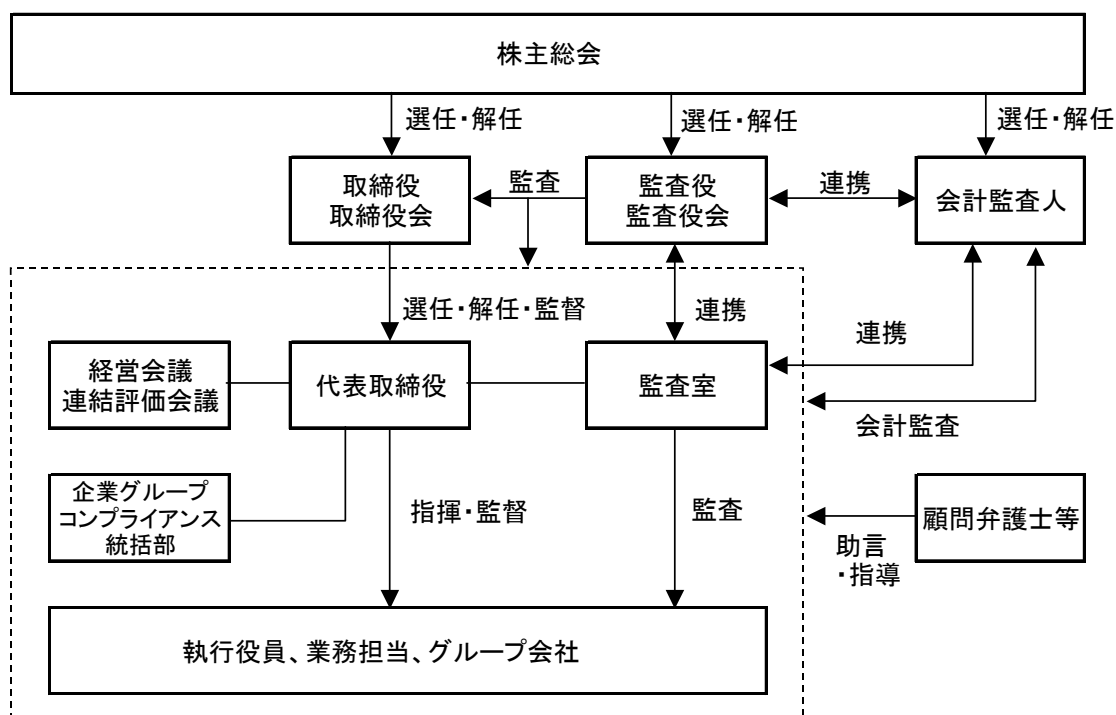 株主総会
選任・解任
選任・解任
選任・解任
取締役
取締役会
監査
監査役
監査役会
連携
会計監査人
選任・解任・監督
連携
連携
経営会議
連結評価会議
代表取締役
監査室
会計監査
企業グループ
コンプライアンス
統括部
指揮・監督
監査
顧問弁護士等
助言
・指導
執行役員、業務担当、グループ会社